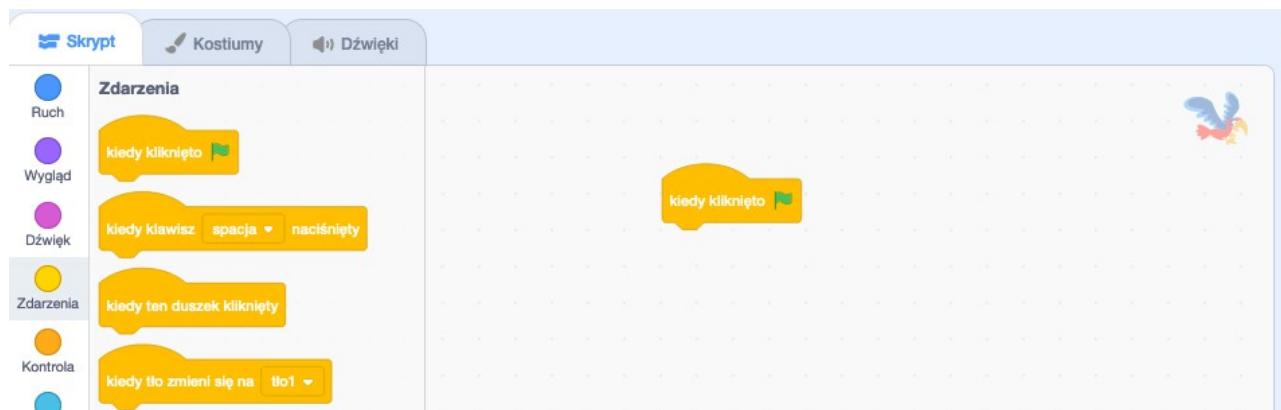 Skrypt
Kostiumy
Dźwięki
Ruch
Wygląd
Dźwięk
Zdarzenia
Kontrola
Zdarzenia
kiedy kliknięto
kiedy klawisz spacja naciśnięty
kiedy ten duszek kliknięty
kiedy tło zmieni się na tło1
kiedy kliknięto